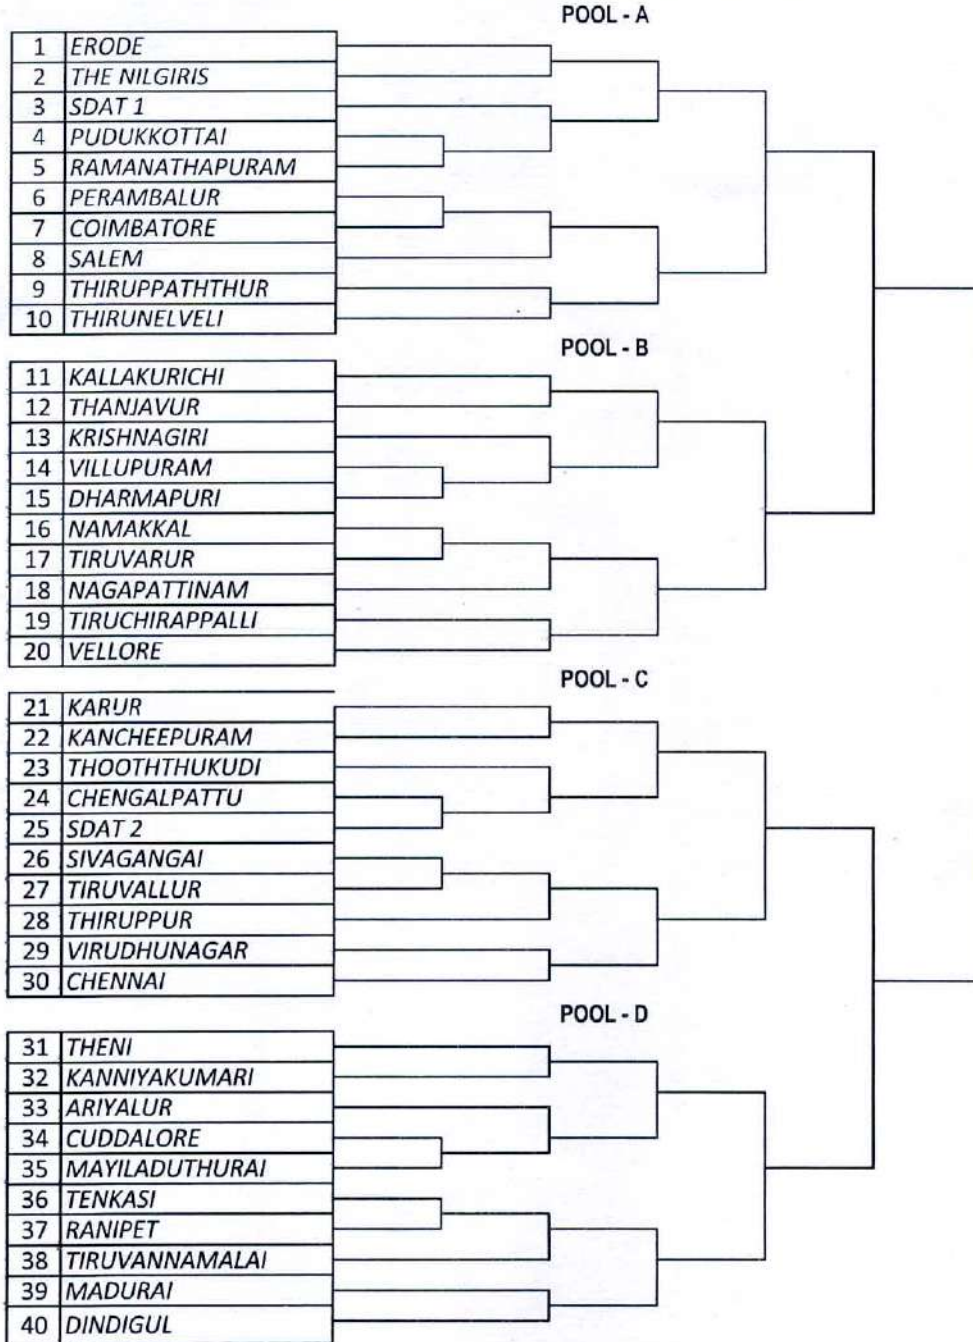 POOL - A
1 ERODE
2 THE NILGIRIS
3 SDAT 1
4 PUDUKKOTTAI
5 RAMANATHAPURAM
6 PERAMBALUR
7 COIMBATORE
8 SALEM
9 THIRUPPATHTHUR
10 THIRUNELVELI
POOL - B
11 KALLAKURICHI
12 THANJAVUR
13 KRISHNAGIRI
14 VILLUPURAM
15 DHARMAPURI
16 NAMAKKAL
17 TIRUVARUR
18 NAGAPATTINAM
19 TIRUCHIRAPPALLI
20 VELLORE
POOL - C
21 KARUR
22 KANCHEEPURAM
23 THOOTHTHUKUDI
24 CHENGALPATTU
25 SDAT 2
26 SIVAGANGAI
27 TIRUVALLUR
28 THIRUPPUR
29 VIRUDHUNAGAR
30 CHENNAI
POOL - D
31 THENI
32 KANNIYAKUMARI
33 ARIYALUR
34 CUDDALORE
35 MAYILADUTHURAI
36 TENKASI
37 RANIPET
38 TIRUVANNAMALAI
39 MADURAI
40 DINDIGUL